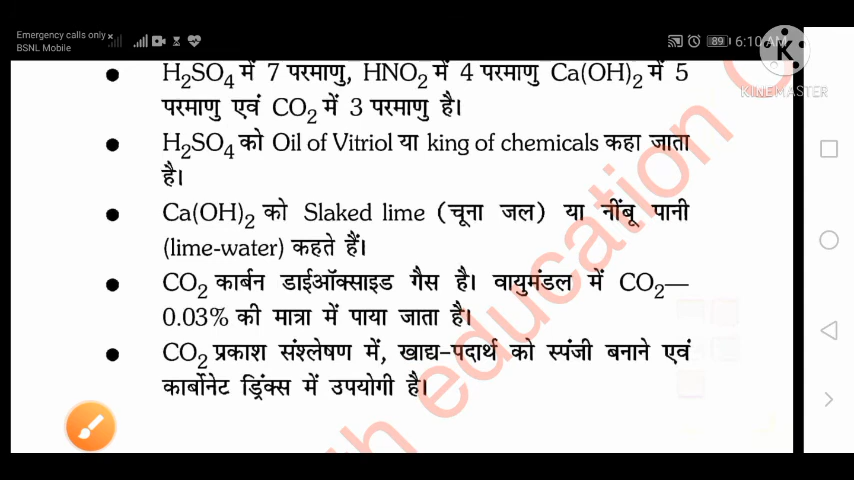 Emergency calls only
BSNL Mobile
89
6:10 AM
KINEMASTER
• H₂SO₄ में 7 परमाणु, HNO₂ में 4 परमाणु Ca(OH)₂ में 5
परमाणु एवं CO₂ में 3 परमाणु है।
• H₂SO₄ को Oil of Vitriol या king of chemicals कहा जाता
है।
• Ca(OH)₂ को Slaked lime (चूना जल) या नींबू पानी
(lime-water) कहते हैं।
• CO₂ कार्बन डाईऑक्साइड गैस है। वायुमंडल में CO₂—
0.03% की मात्रा में पाया जाता है।
• CO₂ प्रकाश संश्लेषण में, खाद्य-पदार्थ को स्पंजी बनाने एवं
कार्बोनेट ड्रिंक्स में उपयोगी है।
education